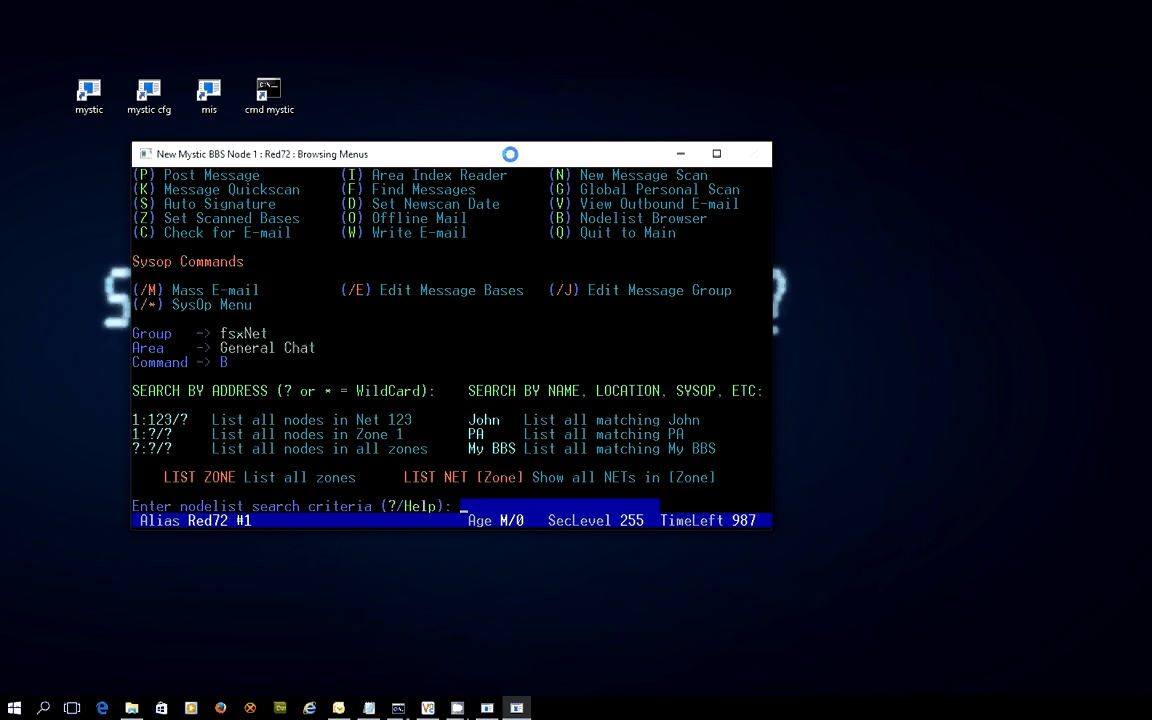 mystic mystic cfg mis cmd mystic
New Mystic BBS Node 1 : Red72 : Browsing Menus
(P) Post Message (I) Area Index Reader (N) New Message Scan
(K) Message Quickscan (F) Find Messages (G) Global Personal Scan
(S) Auto Signature (D) Set Newscan Date (V) View Outbound E-mail
(Z) Set Scanned Bases (O) Offline Mail (B) Nodelist Browser
(C) Check for E-mail (W) Write E-mail (Q) Quit to Main
Sysop Commands
(/M) Mass E-mail (/E) Edit Message Bases (/J) Edit Message Group
(/*) SysOp Menu
Group -> fsxNet
Area -> General Chat
Command -> B
SEARCH BY ADDRESS (? or * = WildCard): SEARCH BY NAME, LOCATION, SYSOP, ETC:
1:123/? List all nodes in Net 123 John List all matching John
1:?/? List all nodes in Zone 1 PA List all matching PA
?:?/? List all nodes in all zones My BBS List all matching My BBS
LIST ZONE List all zones LIST NET [Zone] Show all NETs in [Zone]
Enter nodelist search criteria (?/Help): _
Alias Red72 #1 Age M/0 SecLevel 255 TimeLeft 987